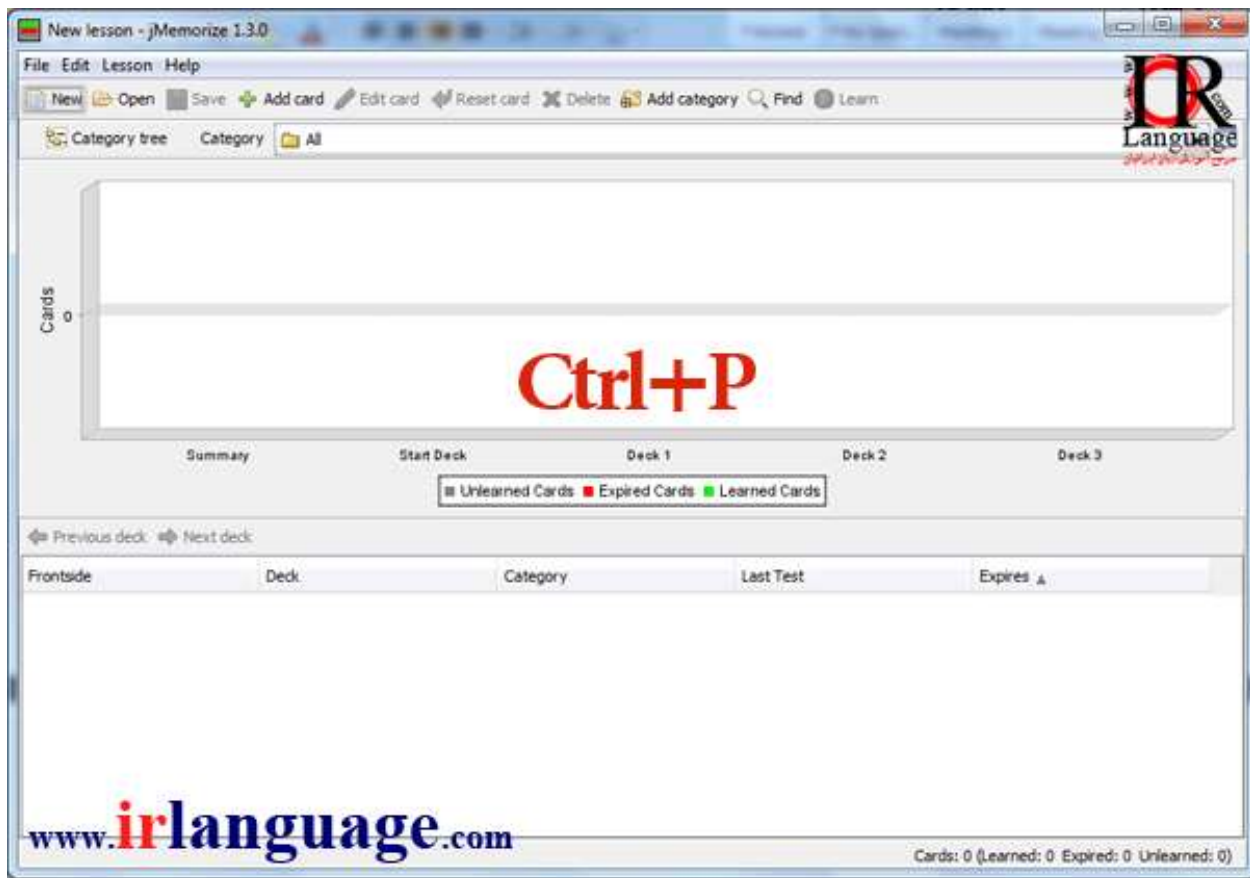 New lesson - jMemorize 1.3.0
File Edit Lesson Help
New Open Save Add card Edit card Reset card Delete Add category Find Learn
Category tree Category All
IR
.com
Language
Cards
0
Ctrl+P
Summary Start Deck Deck 1 Deck 2 Deck 3
Unlearned Cards Expired Cards Learned Cards
Previous deck Next deck
Frontside Deck Category Last Test Expires
www.irlanguage.com
Cards: 0 (Learned: 0 Expired: 0 Unlearned: 0)